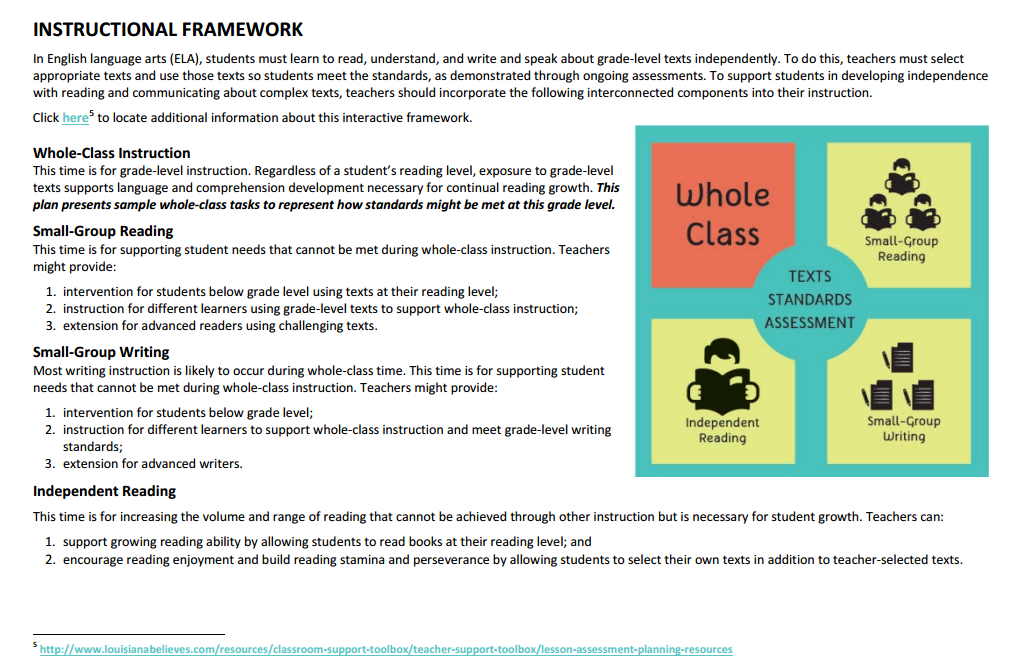 INSTRUCTIONAL FRAMEWORK
In English language arts (ELA), students must learn to read, understand, and write and speak about grade-level texts independently. To do this, teachers must select
appropriate texts and use those texts so students meet the standards, as demonstrated through ongoing assessments. To support students in developing independence
with reading and communicating about complex texts, teachers should incorporate the following interconnected components into their instruction.
Click here5 to locate additional information about this interactive framework.
Whole-Class Instruction
This time is for grade-level instruction. Regardless of a student's reading level, exposure to grade-level
texts supports language and comprehension development necessary for continual reading growth. This
plan presents sample whole-class tasks to represent how standards might be met at this grade level.
Small-Group Reading
This time is for supporting student needs that cannot be met during whole-class instruction. Teachers
might provide:
1. intervention for students below grade level using texts at their reading level;
2. instruction for different learners using grade-level texts to support whole-class instruction;
3. extension for advanced readers using challenging texts.
Small-Group Writing
Most writing instruction is likely to occur during whole-class time. This time is for supporting student
needs that cannot be met during whole-class instruction. Teachers might provide:
1. intervention for students below grade level;
2. instruction for different learners to support whole-class instruction and meet grade-level writing
standards;
3. extension for advanced writers.
Whole
Class
Small-Group
Reading
TEXTS
STANDARDS
ASSESSMENT
Independent
Reading
Small-Group
Writing
Independent Reading
This time is for increasing the volume and range of reading that cannot be achieved through other instruction but is necessary for student growth. Teachers can:
1. support growing reading ability by allowing students to read books at their reading level; and
2. encourage reading enjoyment and build reading stamina and perseverance by allowing students to select their own texts in addition to teacher-selected texts.
5 http://www.louisianabelieves.com/resources/classroom-support-toolbox/teacher-support-toolbox/lesson-assessment-planning-resources